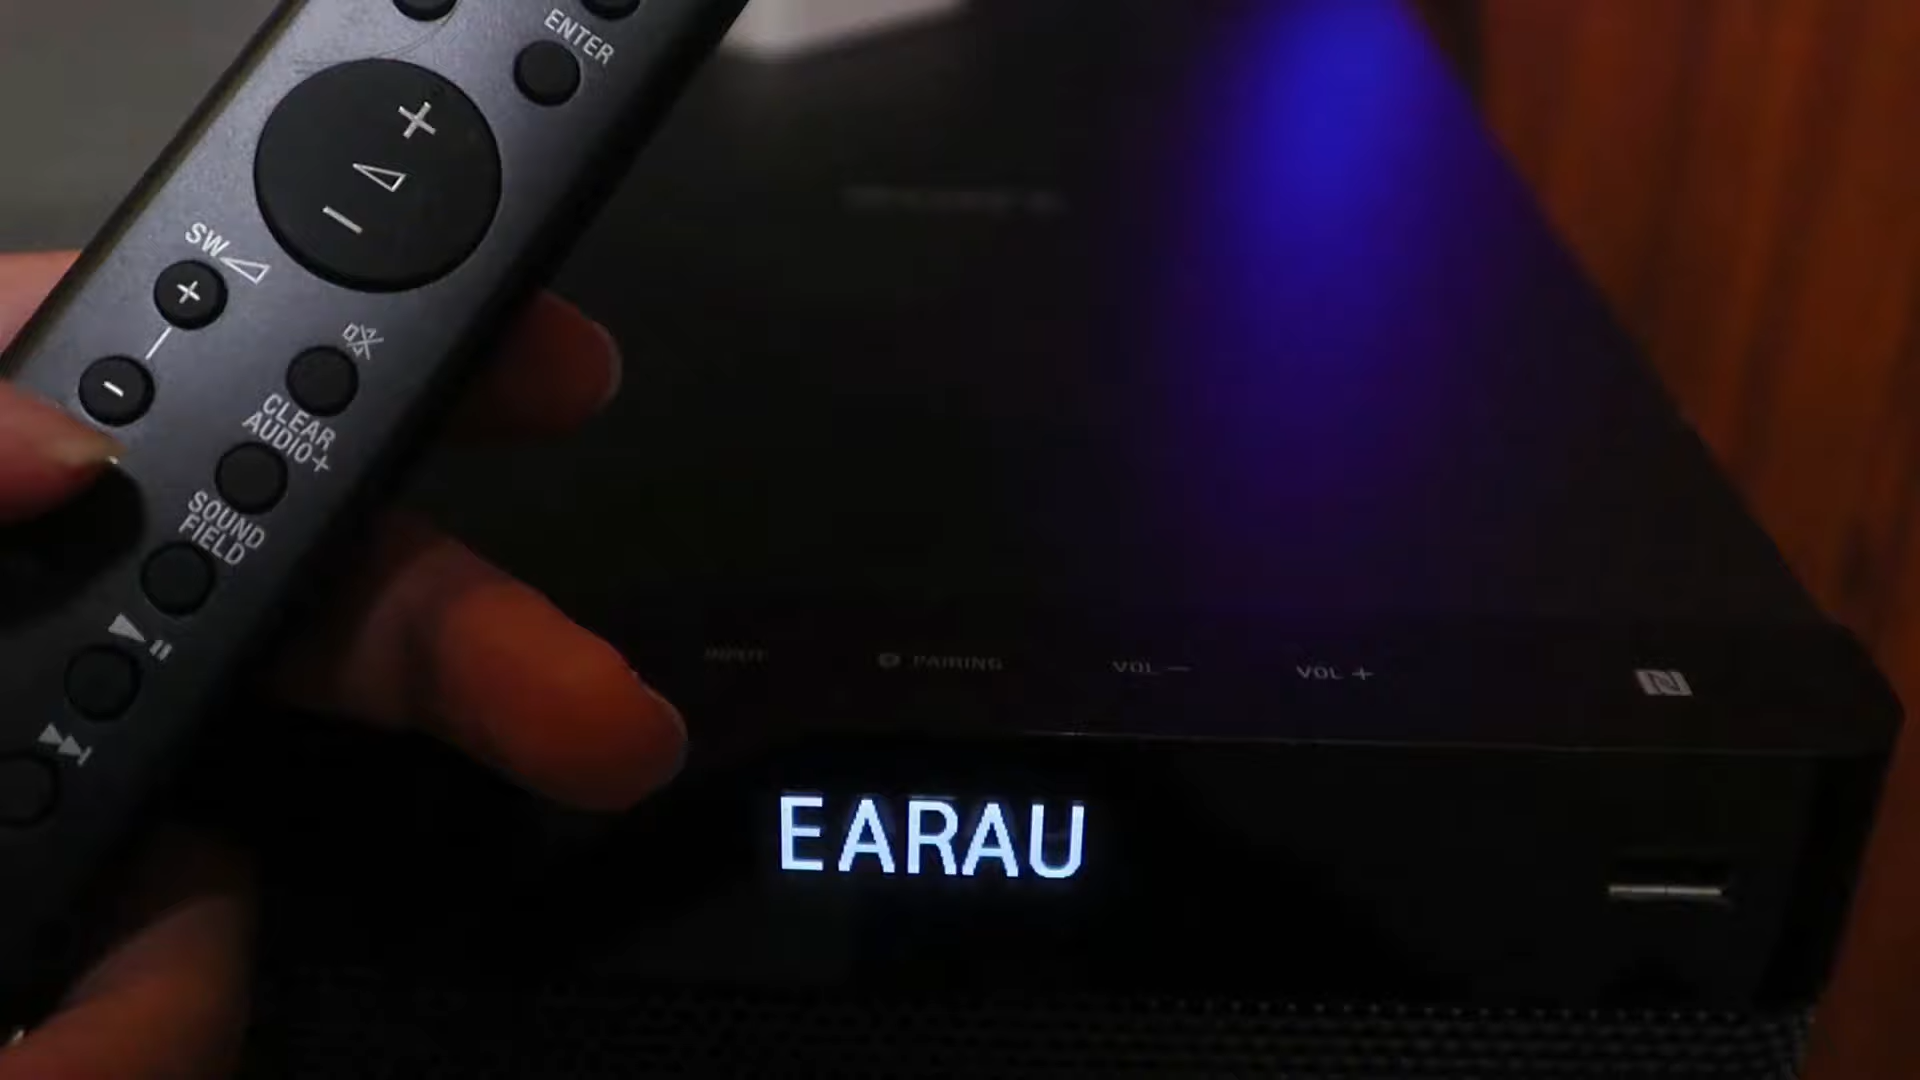 ENTER
+
−
SW
+
−
CLEAR
AUDIO+
SOUND
FIELD
INPUT
PAIRING
VOL −
VOL +
EARAU